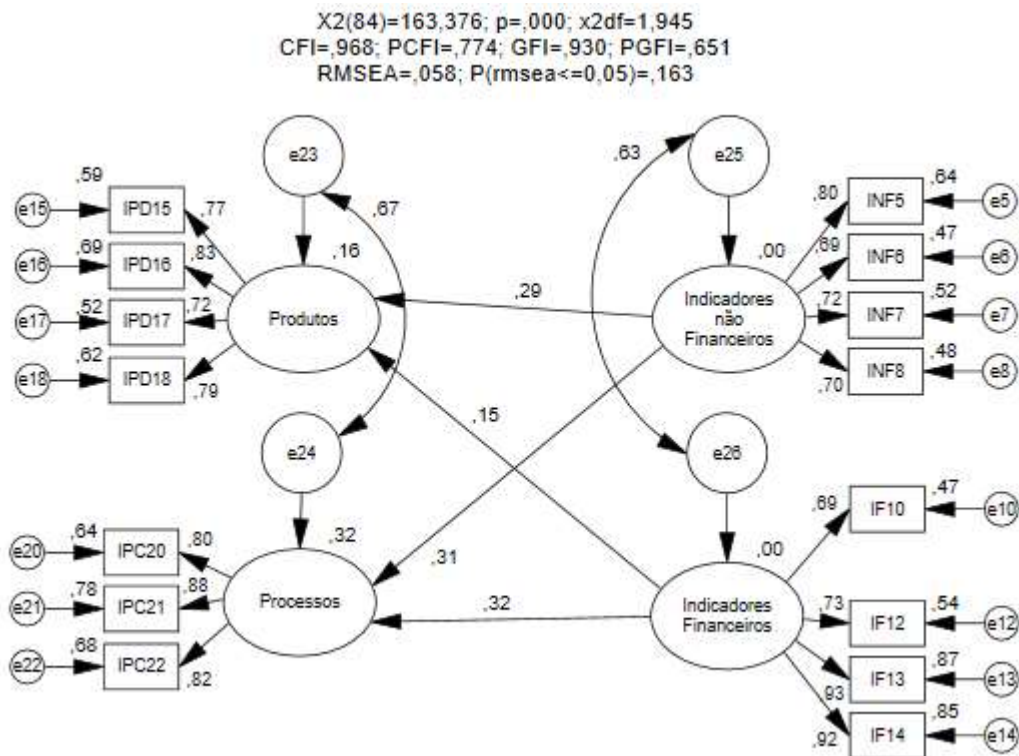 X2(84)=163,376; p=,000; x2df=1,945
CFI=,968; PCFI=,774; GFI=,930; PGFI=,651
RMSEA=,058; P(rmsea<=0,05)=,163
e23
e25
,63
,59
,64
e15
IPD15
,77
,67
,80
INF5
e5
,69
,47
e16
IPD16
,83
,16
,00
,69
INF6
e6
,52
,29
,52
e17
IPD17
,72
Produtos
Indicadores
não
Financeiros
,72
INF7
e7
,62
,48
e18
IPD18
,79
,70
INF8
e8
,15
e24
e26
,47
,69
IF10
e10
,64
,32
,00
e20
IPC20
,80
,31
,78
e21
IPC21
,88
Processos
,32
Indicadores
Financeiros
,73
,54
IF12
e12
,68
,87
e22
IPC22
,82
,93
IF13
e13
,85
,92
IF14
e14